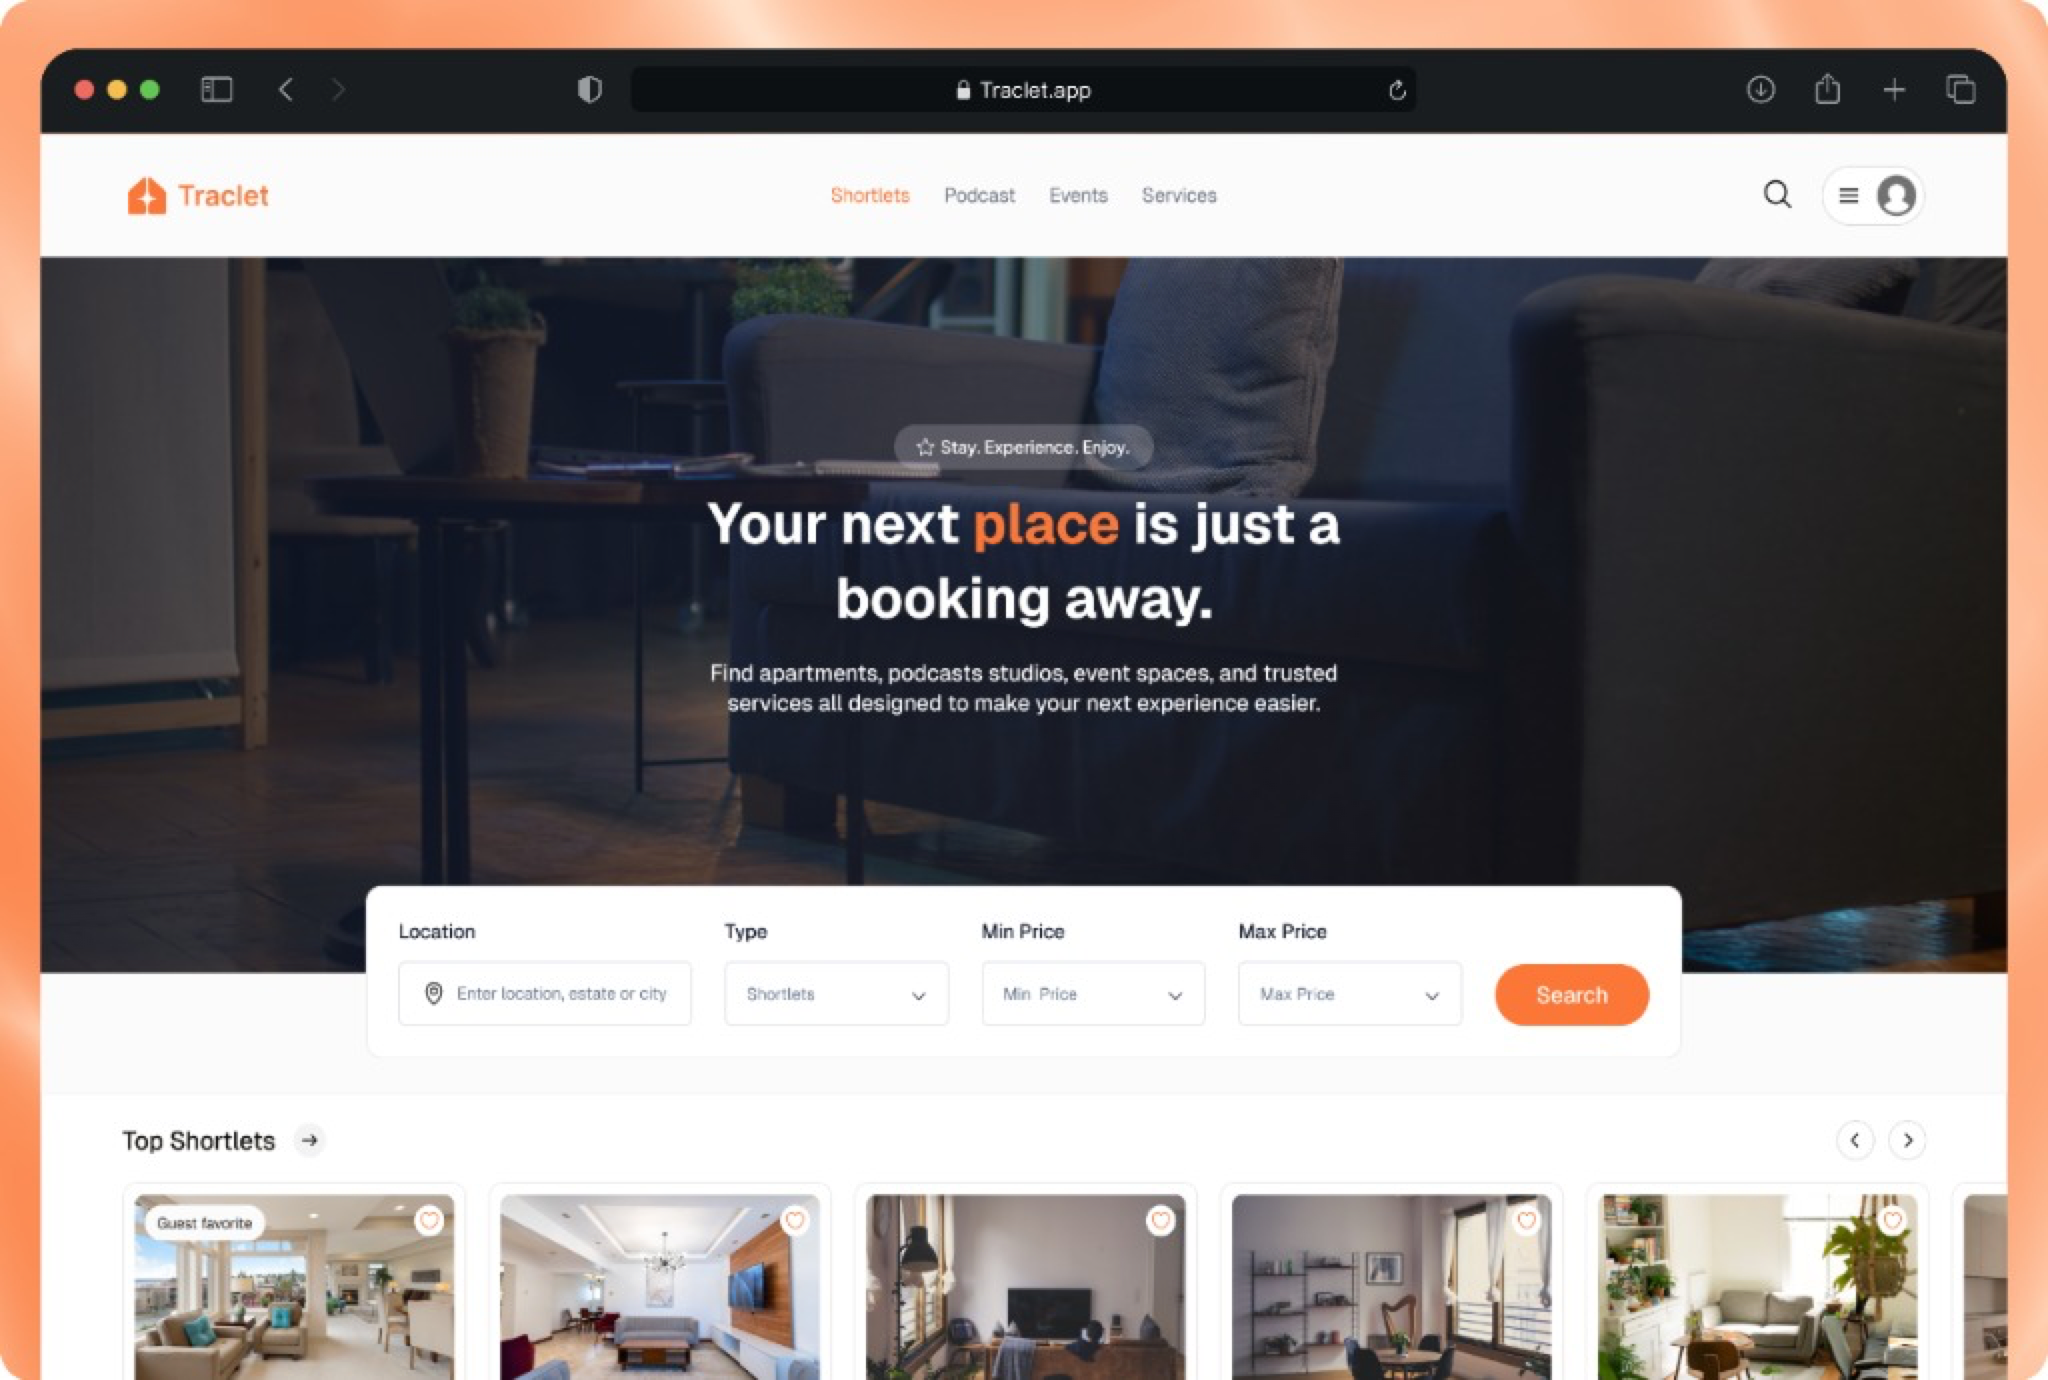 Traclet.app
Traclet
Shortlets Podcast Events Services
Stay. Experience. Enjoy.
Your next place is just a
booking away.
Find apartments, podcasts studios, event spaces, and trusted
services all designed to make your next experience easier.
Location Type Min Price Max Price
Enter location, estate or city Shortlets Min Price Max Price Search
Top Shortlets
Guest favorite